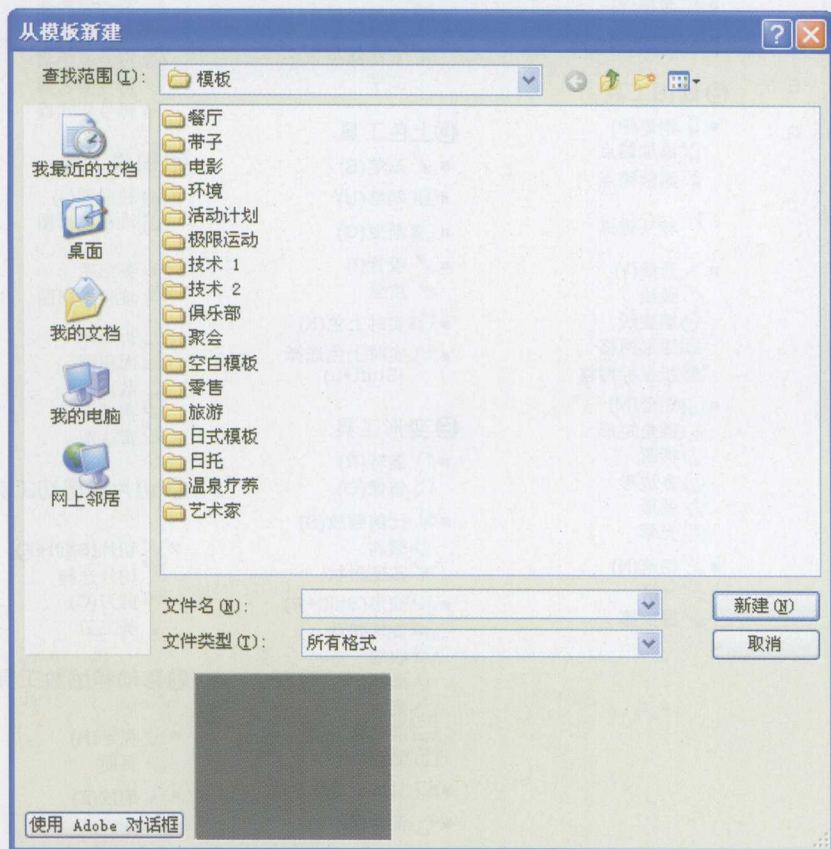 从模板新建
查找范围(I): 模板
我最近的文档
桌面
我的文档
我的电脑
网上邻居
餐厅
带子
电影
环境
活动计划
极限运动
技术 1
技术 2
俱乐部
聚会
空白模板
零售
旅游
日式模板
日托
温泉疗养
艺术家
文件名(N): 新建(N)
文件类型(T): 所有格式 取消
使用 Adobe 对话框